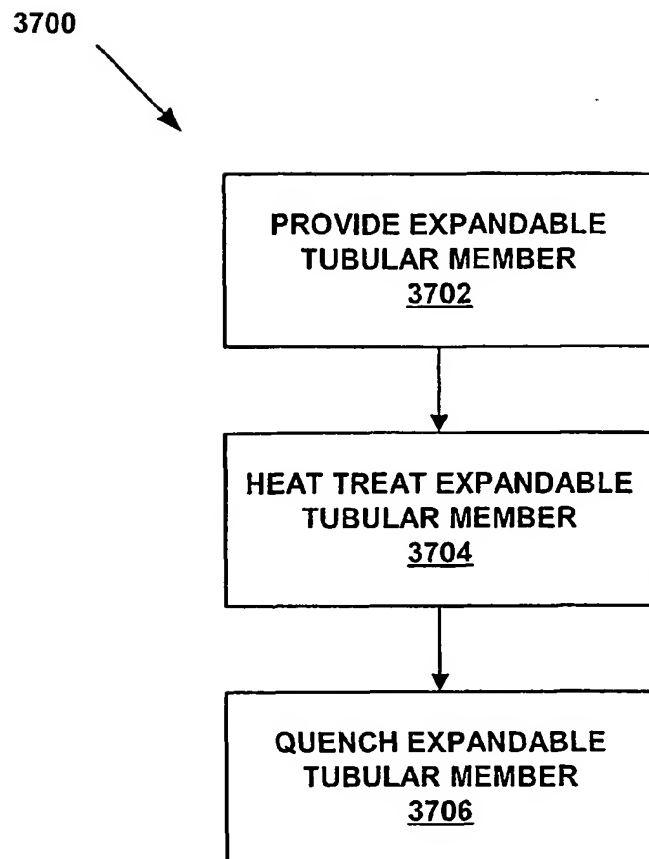 3700
PROVIDE EXPANDABLE
TUBULAR MEMBER
3702
HEAT TREAT EXPANDABLE
TUBULAR MEMBER
3704
QUENCH EXPANDABLE
TUBULAR MEMBER
3706